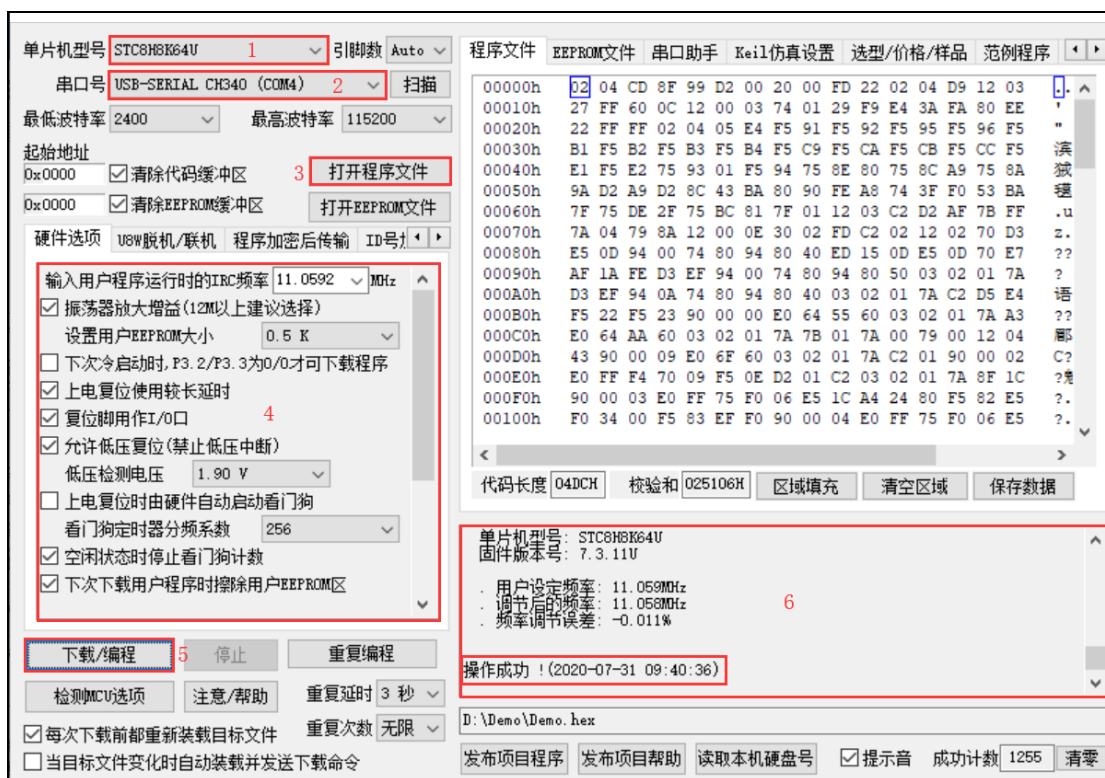 单片机型号 STC8H8K64U 1 引脚数 Auto
串口号 USB-SERIAL CH340 (COM4) 2 扫描
最低波特率 2400 最高波特率 115200
起始地址
0x0000 清除代码缓冲区 3 打开程序文件
0x0000 清除EEPROM缓冲区 打开EEPROM文件
硬件选项 U8W脱机/联机 程序加密后传输 ID号
输入用户程序运行时的IRC频率 11.0592 MHz
振荡器放大增益(12M以上建议选择)
设置用户EEPROM大小 0.5 K
下次冷启动时,P3.2/P3.3为0/0才可下载程序
上电复位使用较长延时
复位脚用作I/O口 4
允许低压复位(禁止低压中断)
低压检测电压 1.90 V
上电复位时由硬件自动启动看门狗
看门狗定时器分频系数 256
空闲状态时停止看门狗计数
下次下载用户程序时擦除用户EEPROM区
下载/编程 5 停止 重复编程
检测MCU选项 注意/帮助 重复延时 3 秒
每次下载前都重新装载目标文件 重复次数 无限
当目标文件变化时自动装载并发送下载命令
程序文件 EEPROM文件 串口助手 Keil仿真设置 选型/价格/样品 范例程序
00000h 02 04 CD 8F 99 D2 00 20 00 FD 22 02 04 D9 12 03 ..
00010h 27 FF 60 0C 12 00 03 74 01 29 F9 E4 3A FA 80 EE '
00020h 22 FF FF 02 04 05 E4 F5 91 F5 92 F5 95 F5 96 F5 "
00030h B1 F5 B2 F5 B3 F5 B4 F5 C9 F5 CA F5 CB F5 CC F5 滨
00040h E1 F5 E2 75 93 01 F5 94 75 8E 80 75 8C A9 75 8A
00050h 9A D2 A9 D2 8C 43 BA 80 90 FE A8 74 3F F0 53 BA
00060h 7F 75 DE 2F 75 BC 81 7F 01 12 03 C2 D2 AF 7B FF .u
00070h 7A 04 79 8A 12 00 0E 30 02 FD C2 02 12 02 70 D3 z.
00080h E5 0D 94 00 74 80 94 80 40 ED 15 0D E5 0D 70 E7 ??
00090h AF 1A FE D3 EF 94 00 74 80 94 80 50 03 02 01 7A ?
000A0h D3 EF 94 0A 74 80 94 80 40 03 02 01 7A C2 D5 E4 语
000B0h F5 22 F5 23 90 00 00 E0 64 55 60 03 02 01 7A A3 ??
000C0h E0 64 AA 60 03 02 01 7A 7B 01 7A 00 79 00 12 04
000D0h 43 90 00 09 E0 6F 60 03 02 01 7A C2 01 90 00 02 C?
000E0h E0 FF F4 70 09 F5 0E D2 01 C2 03 02 01 7A 8F 1C
000F0h 90 00 03 E0 FF 75 F0 06 E5 1C A4 24 80 F5 82 E5 ?.
00100h F0 34 00 F5 83 EF F0 90 00 04 E0 FF 75 F0 06 E5 ?.
代码长度 04DCH 校验和 025106H 区域填充 清空区域 保存数据
单片机型号: STC8H8K64U
固件版本号: 7.3.11U
. 用户设定频率: 11.059MHz
. 调节后的频率: 11.058MHz 6
. 频率调节误差: -0.011%
操作成功 !(2020-07-31 09:40:36)
D:\Demo\Demo.hex
发布项目程序 发布项目帮助 读取本机硬盘号 提示音 成功计数 1255 清零